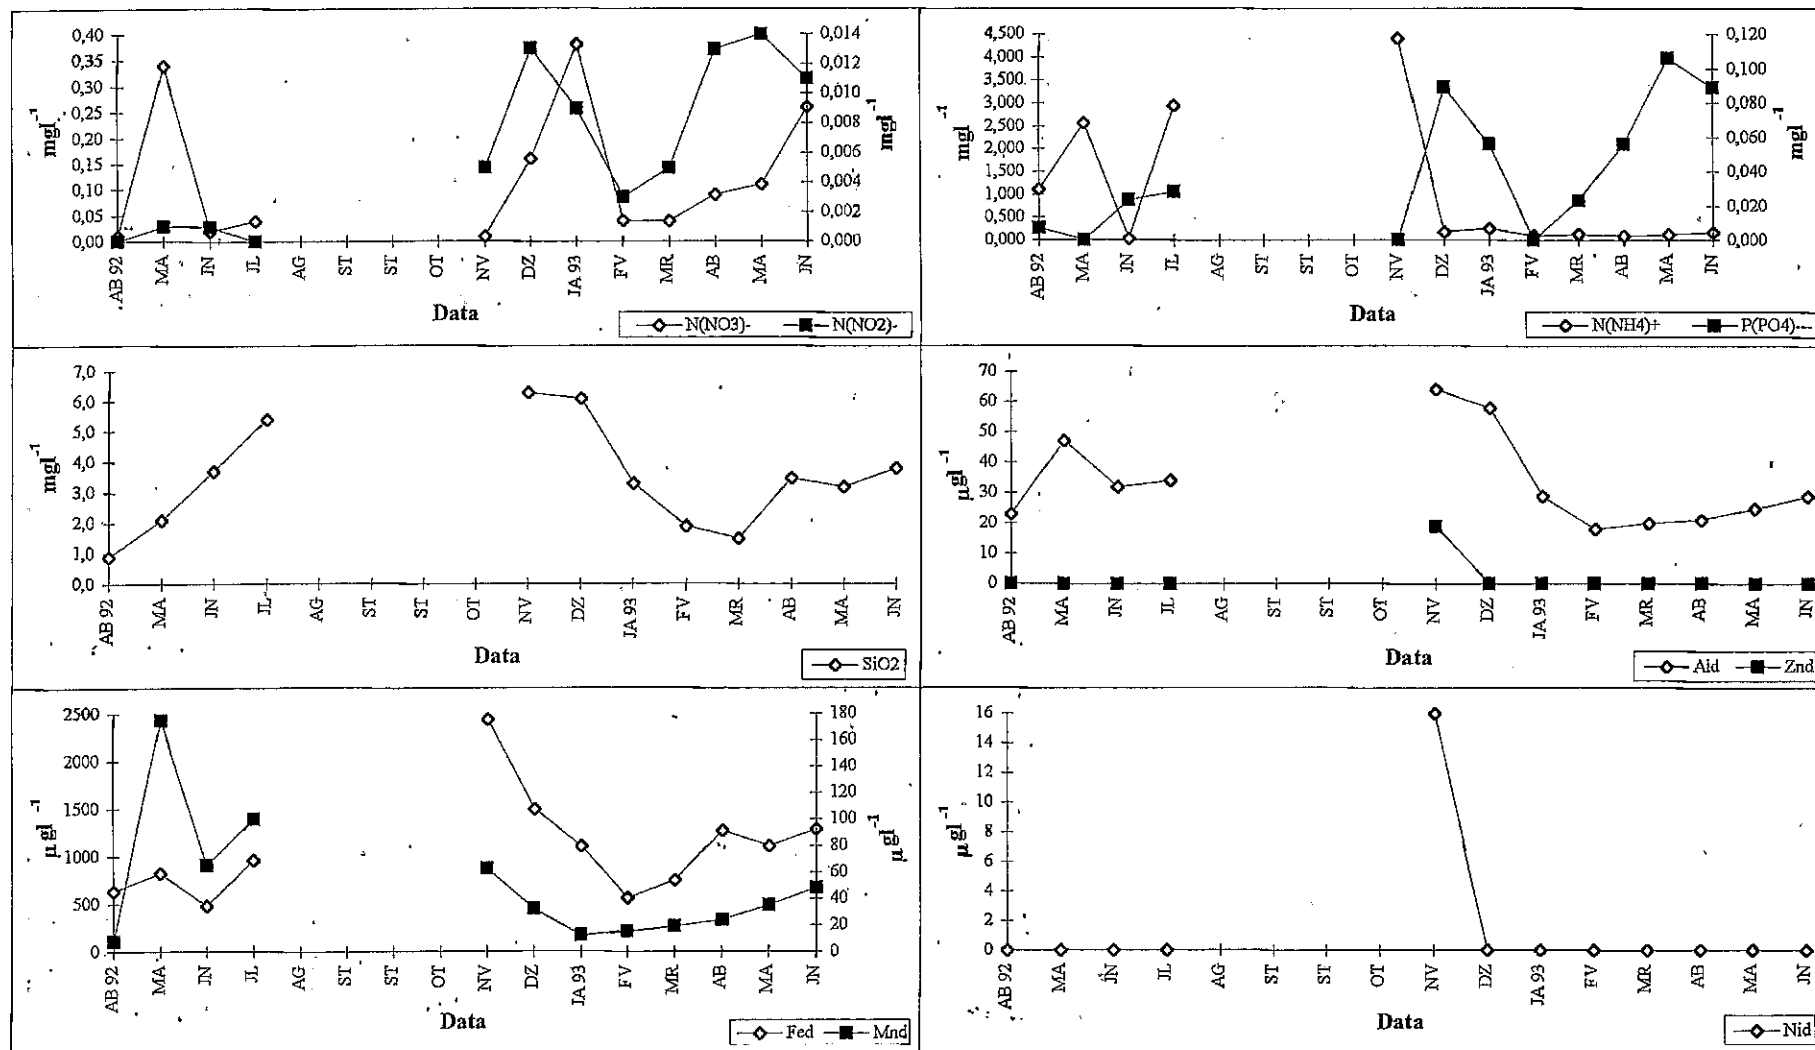 0,40
0,35
0,30
0,25
0,20
0,15
0,10
0,05
0,00
mgl-1
0,014
0,012
0,010
0,008
0,006
0,004
0,002
0,000
mgl-1
AB 92 MA JN JL AG ST ST OT NV DZ JA 93 FV MR AB MA JN
Data
N(NO3)- N(NO2)-
4,500
4,000
3,500
3,000
2,500
2,000
1,500
1,000
0,500
0,000
mgl-1
0,120
0,100
0,080
0,060
0,040
0,020
0,000
mgl-1
AB 92 MA JN JL AG ST ST OT NV DZ JA 93 FV MR AB MA JN
Data
N(NH4)+ P(PO4)---
7,0
6,0
5,0
4,0
3,0
2,0
1,0
0,0
mgl-1
AB 92 MA JN JL AG ST ST OT NV DZ JA 93 FV MR AB MA JN
Data
SiO2
70
60
50
40
30
20
10
0
µgl-1
AB 92 MA JN JL AG ST ST OT NV DZ JA 93 FV MR AB MA JN
Data
Ald Znd
2500
2000
1500
1000
500
0
µgl-1
180
160
140
120
100
80
60
40
20
0
µgl-1
AB 92 MA JN JL AG ST ST OT NV DZ JA 93 FV MR AB MA JN
Data
Fed Mnd
16
14
12
10
8
6
4
2
0
µgl-1
AB 92 MA JN JL AG ST ST OT NV DZ JA 93 FV MR AB MA JN
Data
Nid